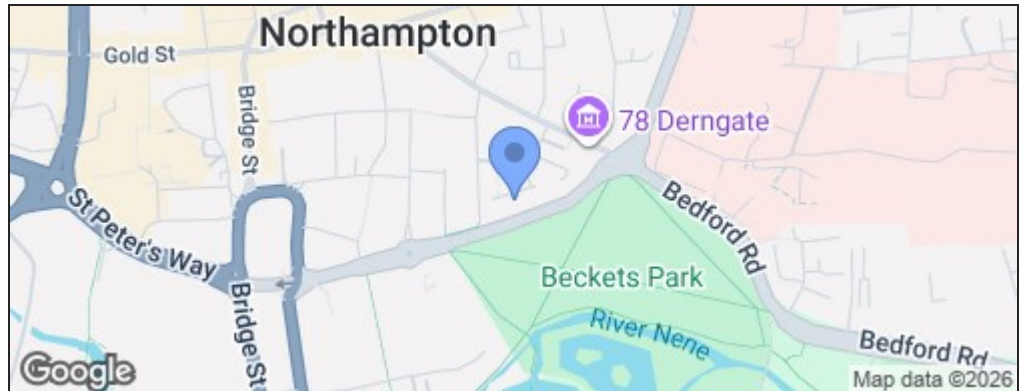 Northampton
Gold St
Bridge St
78 Derngate
St Peter's Way
Bedford Rd
Beckets Park
Bridge St
River Nene
Bedford Rd
Google
Map data ©2026